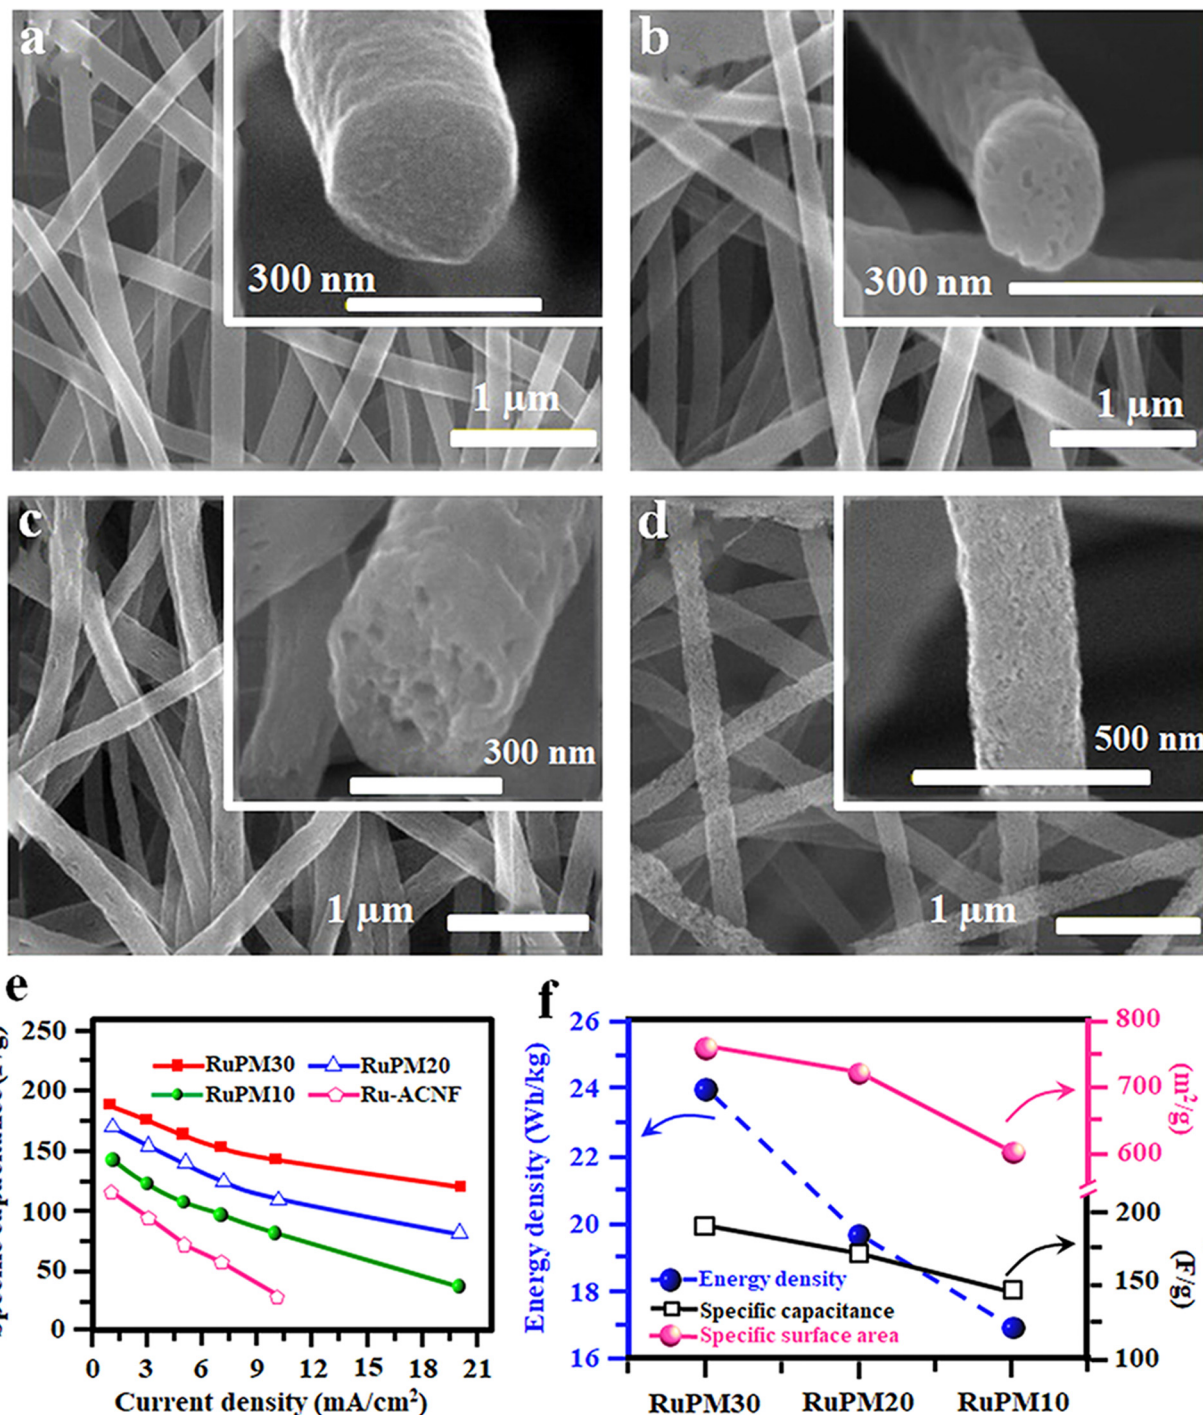 a
b
300 nm
300 nm
1 µm
1 µm
c
d
300 nm
500 nm
1 µm
1 µm
e
f
250
200
150
100
50
0
RuPM30
RuPM20
RuPM10
Ru-ACNF
0 3 6 9 12 15 18 21
Current density (mA/cm²)
Energy density (Wh/kg)
26
24
22
20
18
16
Energy density
Specific capacitance
Specific surface area
800
700
600
(m²/g)
200
150
100
(F/g)
RuPM30 RuPM20 RuPM10